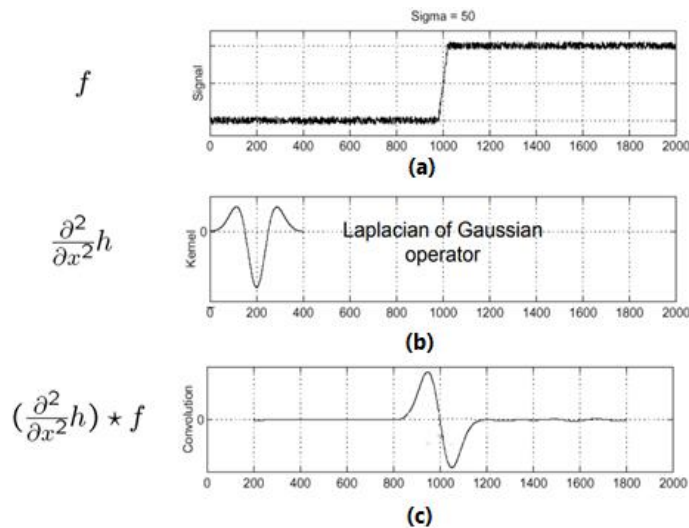 Sigma = 50
f
Signal
0 200 400 600 800 1000 1200 1400 1600 1800 2000
(a)
∂²/∂x² h
0
Kernel
Laplacian of Gaussian
operator
0 200 400 600 800 1000 1200 1400 1600 1800 2000
(b)
(∂²/∂x² h) ⋆ f
0
Convolution
0 200 400 600 800 1000 1200 1400 1600 1800 2000
(c)